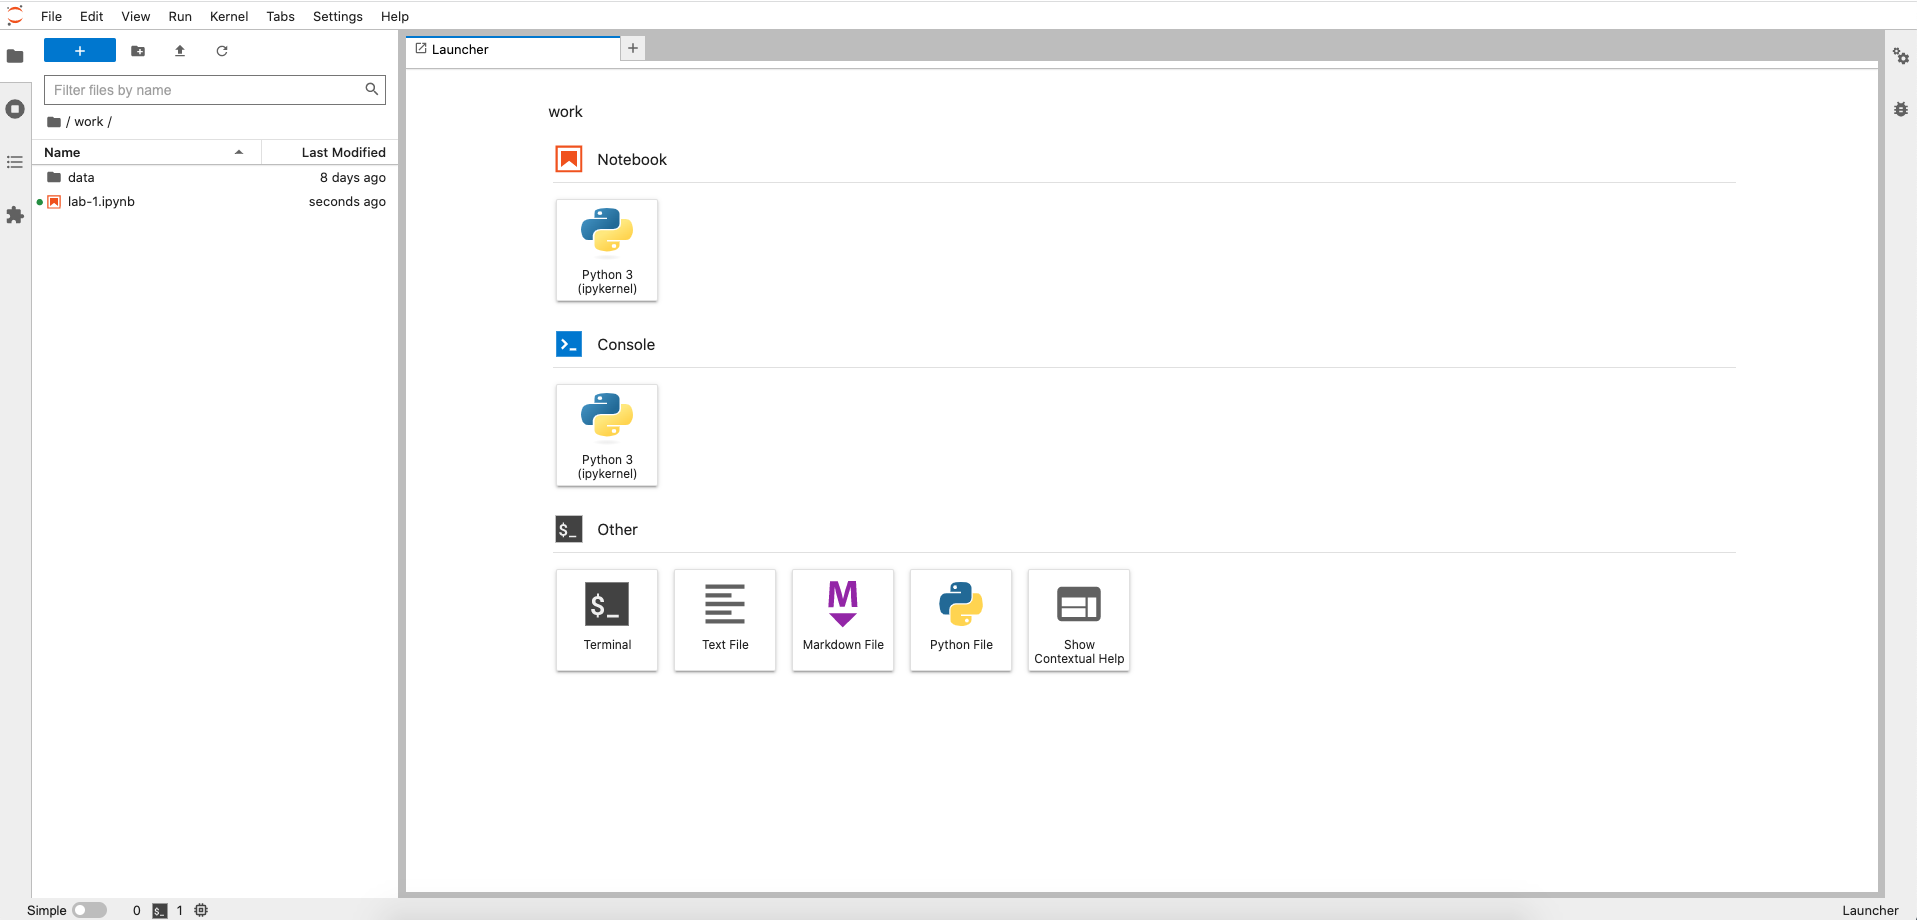 File Edit View Run Kernel Tabs Settings Help
+
Filter files by name
/ work /
Name Last Modified
data 8 days ago
lab-1.ipynb seconds ago
Launcher +
work
Notebook
Python 3
(ipykernel)
>_ Console
Python 3
(ipykernel)
$_ Other
$_
Terminal
Text File
M
Markdown File
Python File
Show
Contextual Help
Simple 0 $_ 1 Launcher